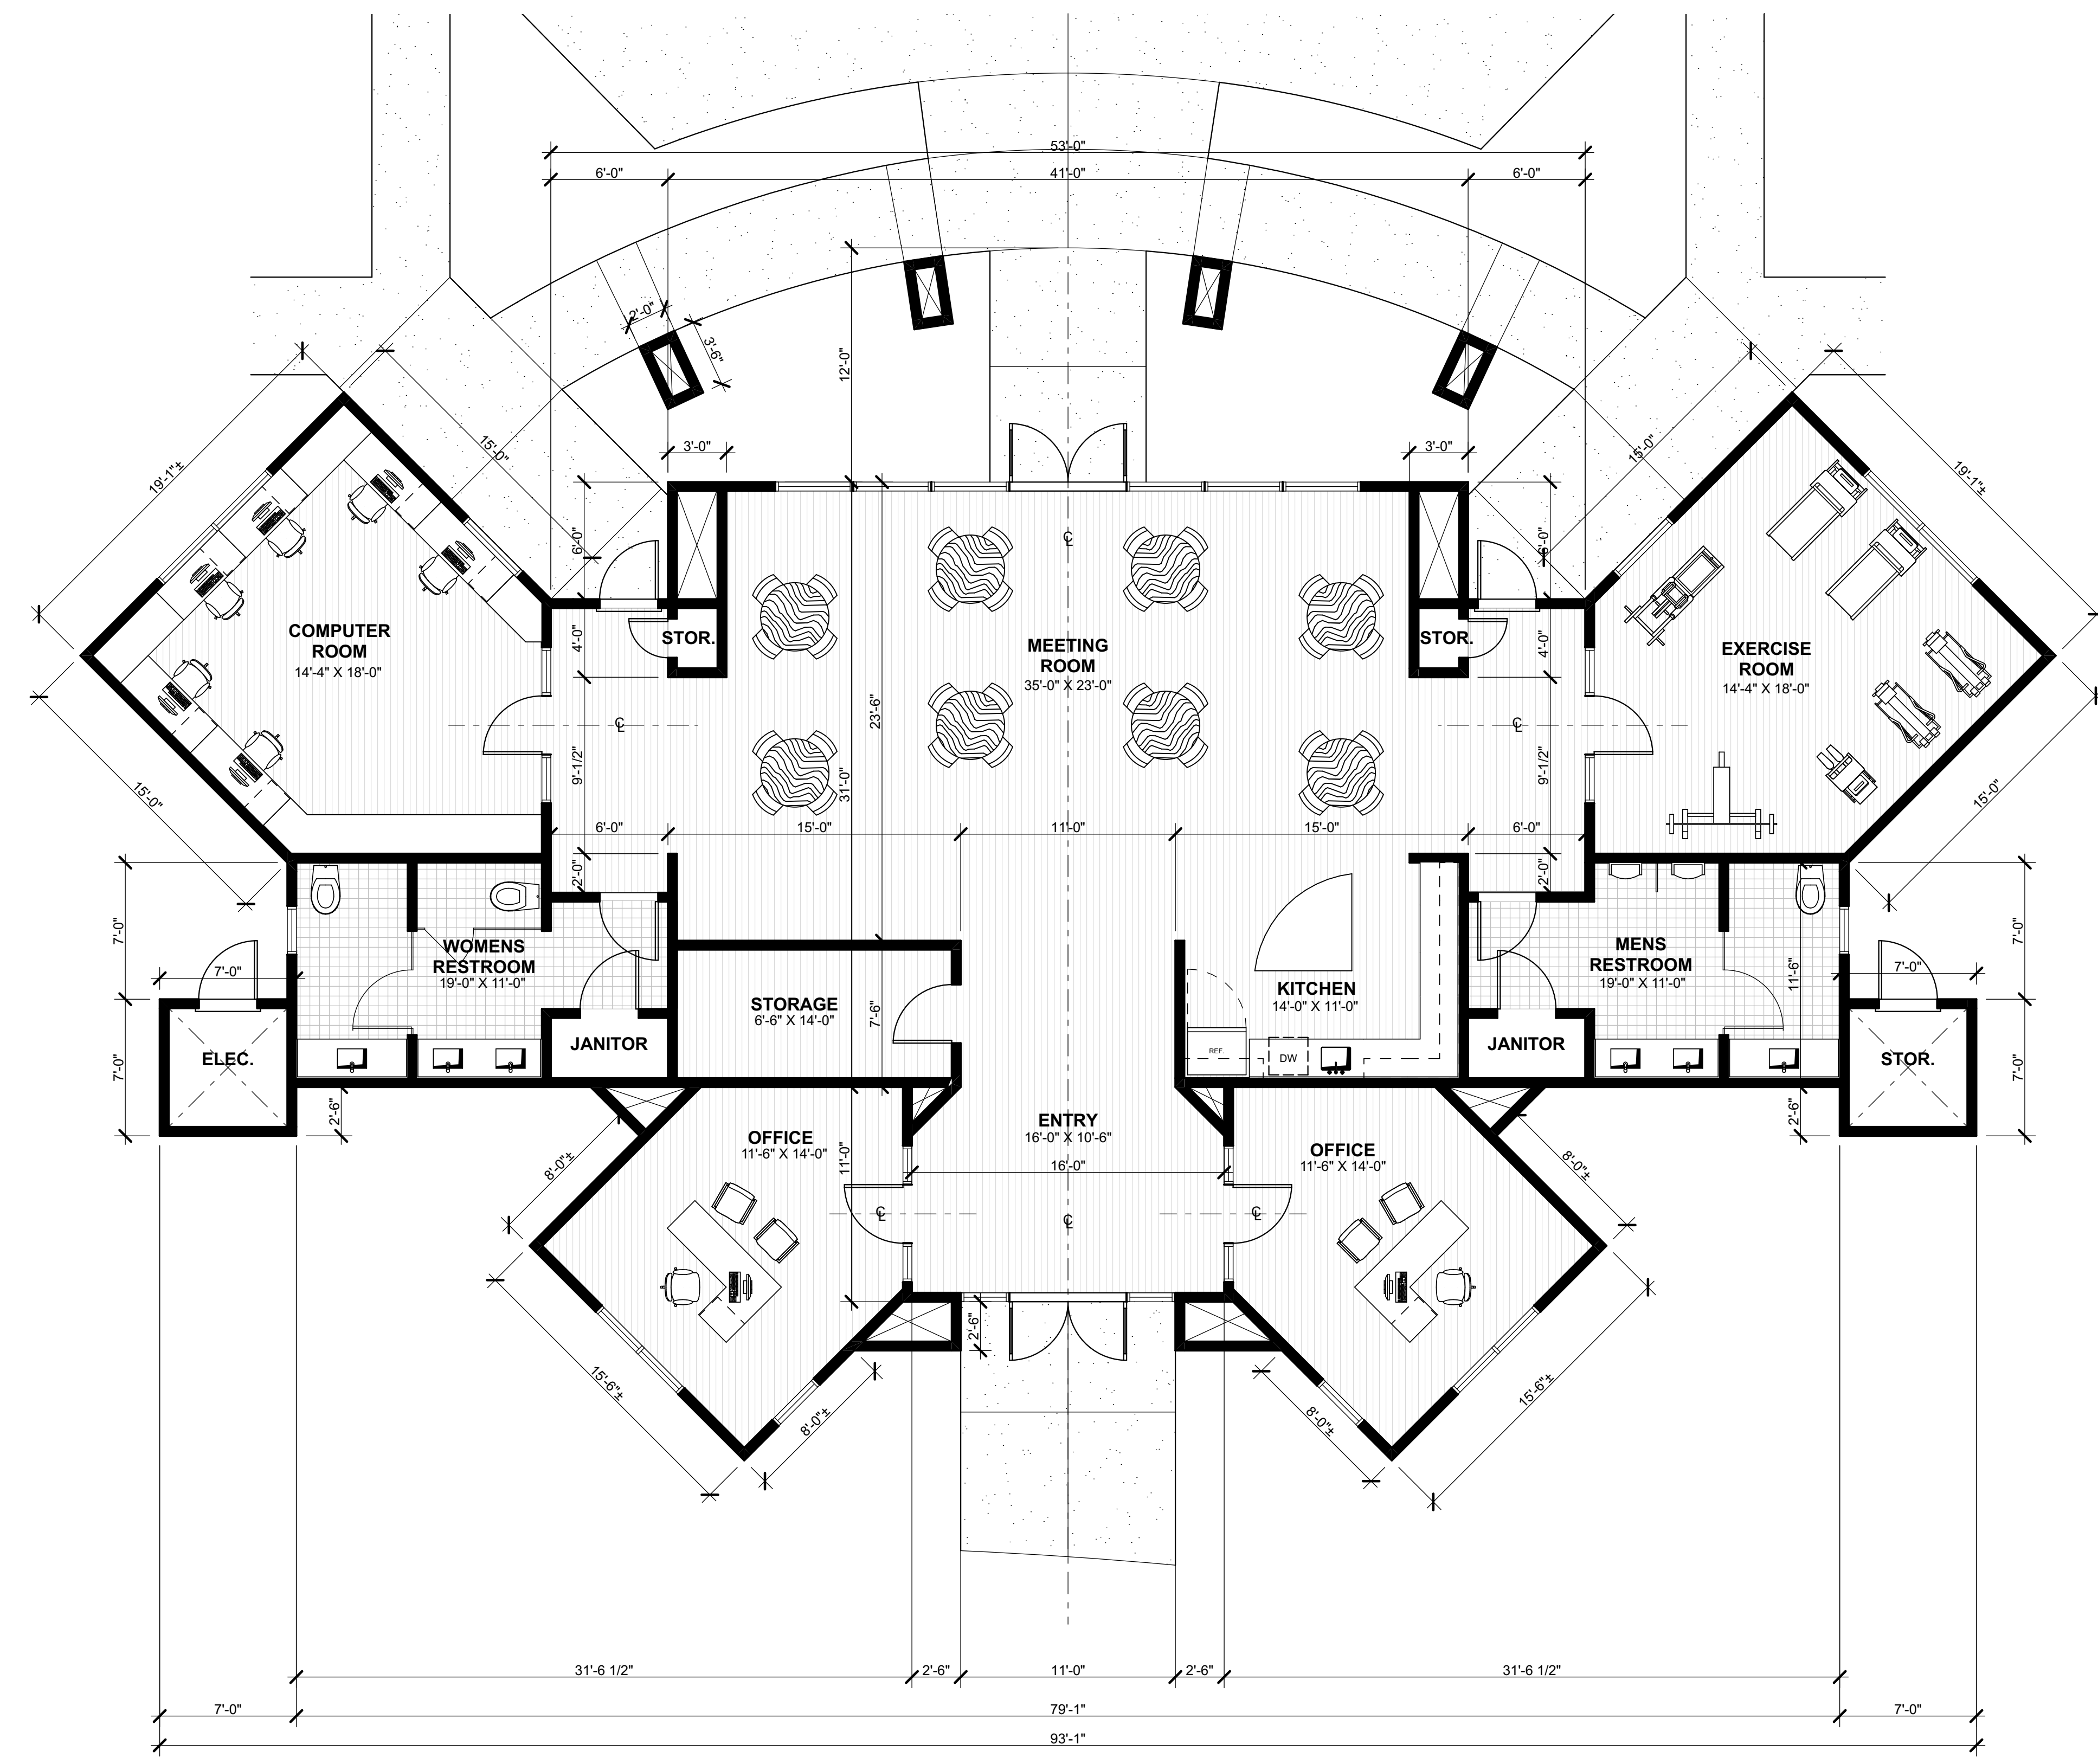 53'-0"
6'-0"
41'-0"
6'-0"
2'-0"
3'-6"
12'-0"
15'-0"
15'-0"
19'-1"±
19'-1"±
3'-0"
3'-0"
6'-0"
6'-0"
℄
COMPUTER
ROOM
14'-4" X 18'-0"
4'-0"
STOR.
MEETING
ROOM
35'-0" X 23'-0"
STOR.
4'-0"
EXERCISE
ROOM
14'-4" X 18'-0"
℄
23'-6"
℄
9'-1/2"
31'-0"
9'-1/2"
15'-0"
15'-0"
6'-0"
15'-0"
11'-0"
15'-0"
6'-0"
2'-0"
2'-0"
7'-0"
7'-0"
WOMENS
RESTROOM
19'-0" X 11'-0"
7'-0"
STORAGE
6'-6" X 14'-0"
7'-6"
KITCHEN
14'-0" X 11'-0"
MENS
RESTROOM
19'-0" X 11'-0"
11'-6"
7'-0"
7'-0"
7'-0"
ELEC.
JANITOR
REF.
DW
JANITOR
STOR.
7'-0"
2'-6"
2'-6"
OFFICE
11'-6" X 14'-0"
11'-0"
ENTRY
16'-0" X 10'-6"
16'-0"
OFFICE
11'-6" X 14'-0"
8'-0"±
8'-0"±
℄
℄
℄
2'-6"
15'-6"±
8'-0"±
8'-0"±
15'-6"±
31'-6 1/2"
2'-6"
11'-0"
2'-6"
31'-6 1/2"
7'-0"
79'-1"
7'-0"
93'-1"